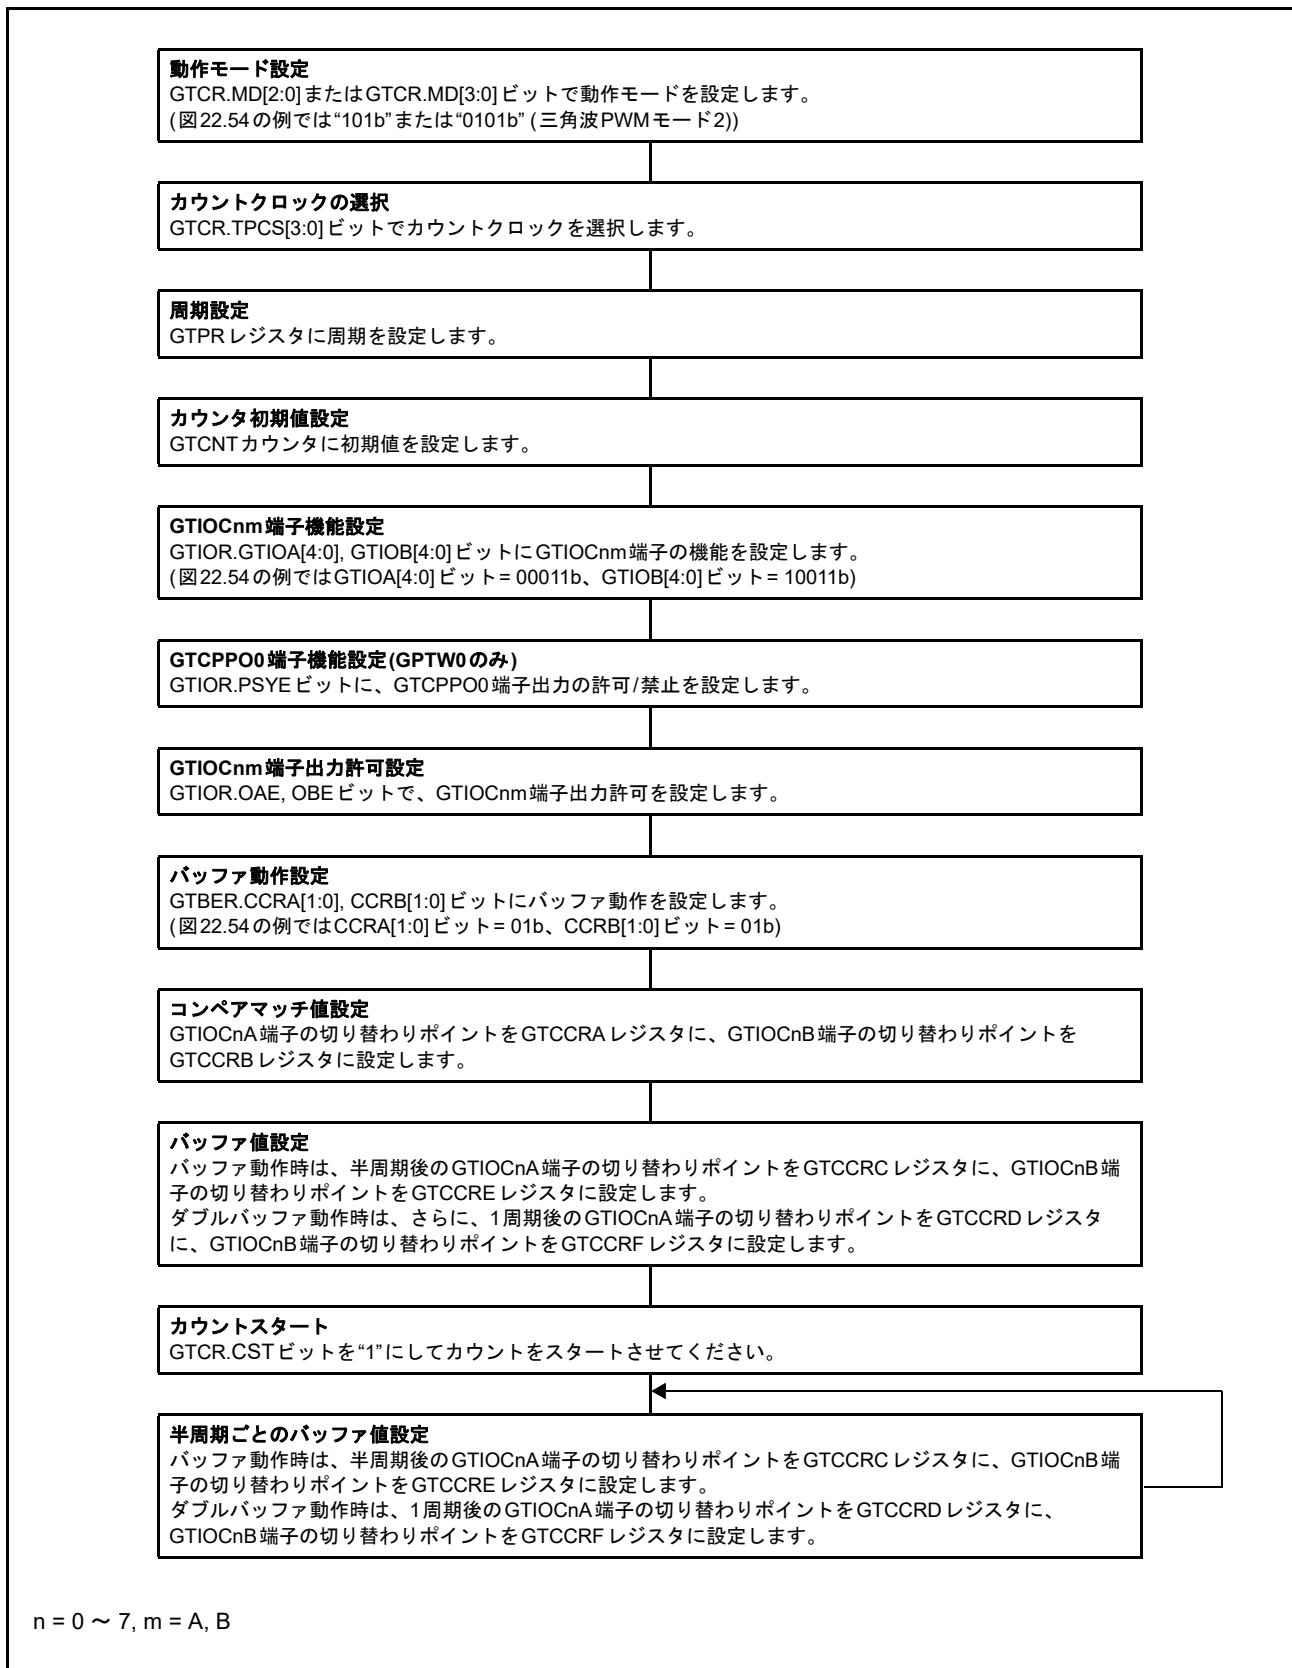 動作モード設定
GTCR.MD[2:0]またはGTCR.MD[3:0]ビットで動作モードを設定します。
(図22.54の例では“101b”または“0101b” (三角波PWMモード2))
カウントクロックの選択
GTCR.TPCS[3:0]ビットでカウントクロックを選択します。
周期設定
GTPRレジスタに周期を設定します。
カウンタ初期値設定
GTCNTカウンタに初期値を設定します。
GTIOCnm端子機能設定
GTIOR.GTIOA[4:0], GTIOB[4:0]ビットにGTIOCnm端子の機能を設定します。
(図22.54の例ではGTIOA[4:0]ビット= 00011b、GTIOB[4:0]ビット= 10011b)
GTCPPO0端子機能設定(GPTW0のみ)
GTIOR.PSYEビットに、GTCPPO0端子出力の許可/禁止を設定します。
GTIOCnm端子出力許可設定
GTIOR.OAE, OBEビットで、GTIOCnm端子出力許可を設定します。
バッファ動作設定
GTBER.CCRA[1:0], CCRB[1:0]ビットにバッファ動作を設定します。
(図22.54の例ではCCRA[1:0]ビット= 01b、CCRB[1:0]ビット= 01b)
コンペアマッチ値設定
GTIOCnA端子の切り替わりポイントをGTCCRAレジスタに、GTIOCnB端子の切り替わりポイントを
GTCCRBレジスタに設定します。
バッファ値設定
バッファ動作時は、半周期後のGTIOCnA端子の切り替わりポイントをGTCCRCレジスタに、GTIOCnB端
子の切り替わりポイントをGTCCREレジスタに設定します。
ダブルバッファ動作時は、さらに、1周期後のGTIOCnA端子の切り替わりポイントをGTCCRDレジスタ
に、GTIOCnB端子の切り替わりポイントをGTCCRFレジスタに設定します。
カウントスタート
GTCR.CSTビットを“1”にしてカウントをスタートさせてください。
半周期ごとのバッファ値設定
バッファ動作時は、半周期後のGTIOCnA端子の切り替わりポイントをGTCCRCレジスタに、GTIOCnB端
子の切り替わりポイントをGTCCREレジスタに設定します。
ダブルバッファ動作時は、1周期後のGTIOCnA端子の切り替わりポイントをGTCCRDレジスタに、
GTIOCnB端子の切り替わりポイントをGTCCRFレジスタに設定します。
n = 0 ～ 7, m = A, B